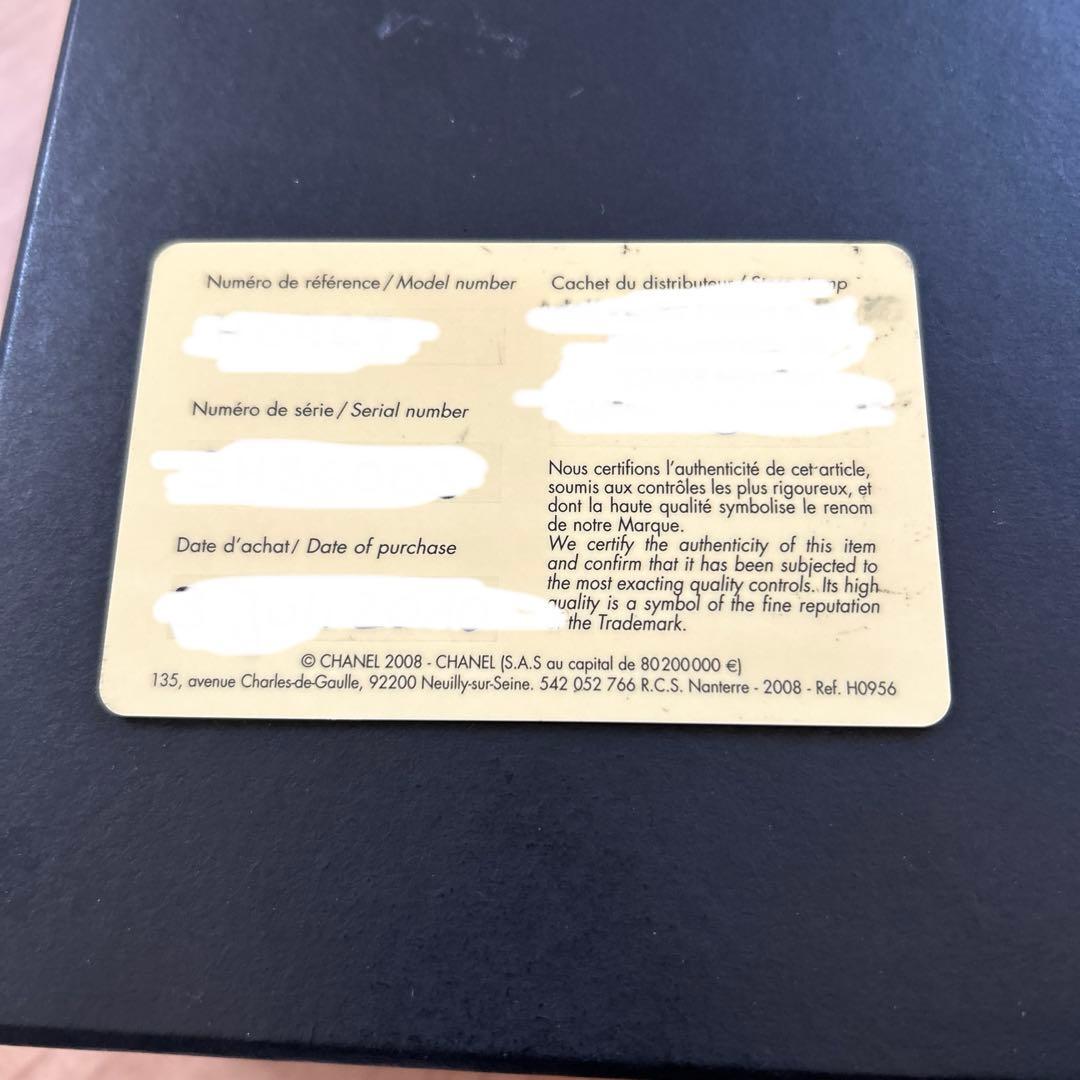 Numéro de référence / Model number
Cachet du distributeur /
Numéro de série / Serial number
Date d'achat / Date of purchase
Nous certifions l'authenticité de cet article,
soumis aux contrôles les plus rigoureux, et
dont la haute qualité symbolise le renom
de notre Marque.
We certify the authenticity of this item
and confirm that it has been subjected to
the most exacting quality controls. Its high
quality is a symbol of the fine reputation
the Trademark.
© CHANEL 2008 - CHANEL (S.A.S au capital de 80 200 000 €)
135, avenue Charles-de-Gaulle, 92200 Neuilly-sur-Seine. 542 052 766 R.C.S. Nanterre - 2008 - Ref. H0956